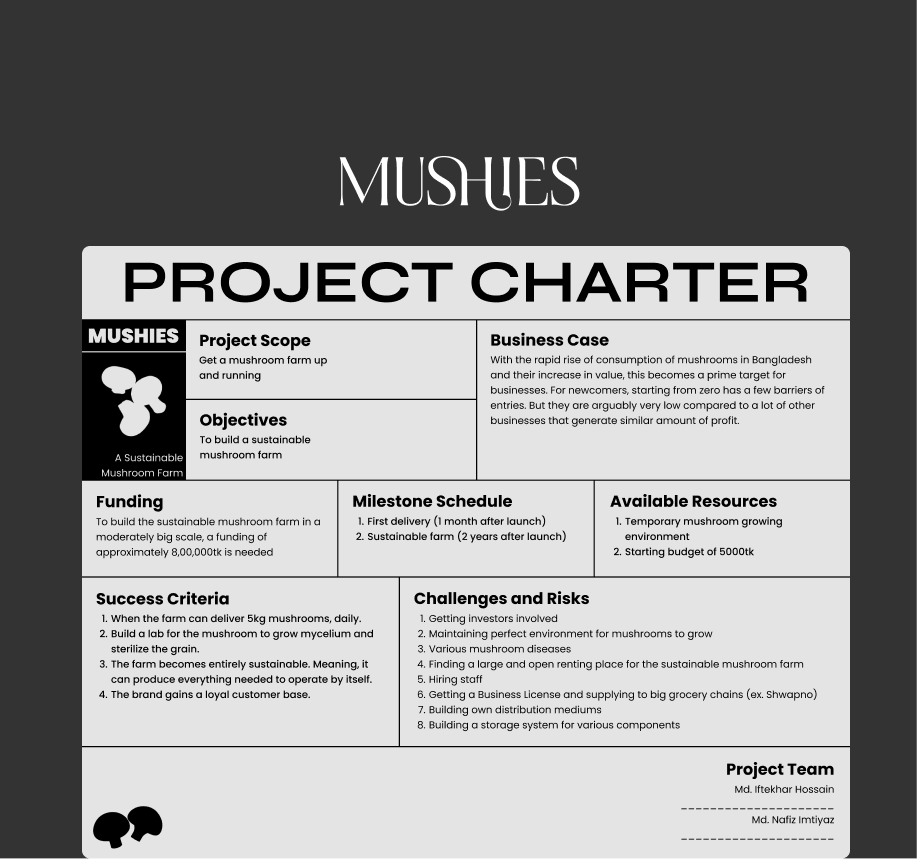 MUSHIES
PROJECT CHARTER
MUSHIES
A Sustainable
Mushroom Farm
Project Scope
Get a mushroom farm up
and running
Objectives
To build a sustainable
mushroom farm
Business Case
With the rapid rise of consumption of mushrooms in Bangladesh
and their increase in value, this becomes a prime target for
businesses. For newcomers, starting from zero has a few barriers of
entries. But they are arguably very low compared to a lot of other
businesses that generate similar amount of profit.
Funding
To build the sustainable mushroom farm in a
moderately big scale, a funding of
approximately 8,00,000tk is needed
Milestone Schedule
1. First delivery (1 month after launch)
2. Sustainable farm (2 years after launch)
Available Resources
1. Temporary mushroom growing
environment
2. Starting budget of 5000tk
Success Criteria
1. When the farm can deliver 5kg mushrooms, daily.
2. Build a lab for the mushroom to grow mycelium and
sterilize the grain.
3. The farm becomes entirely sustainable. Meaning, it
can produce everything needed to operate by itself.
4. The brand gains a loyal customer base.
Challenges and Risks
1. Getting investors involved
2. Maintaining perfect environment for mushrooms to grow
3. Various mushroom diseases
4. Finding a large and open renting place for the sustainable mushroom farm
5. Hiring staff
6. Getting a Business License and supplying to big grocery chains (ex. Shwapno)
7. Building own distribution mediums
8. Building a storage system for various components
Project Team
Md. Iftekhar Hossain
_____________________
Md. Nafiz Imtiyaz
_____________________